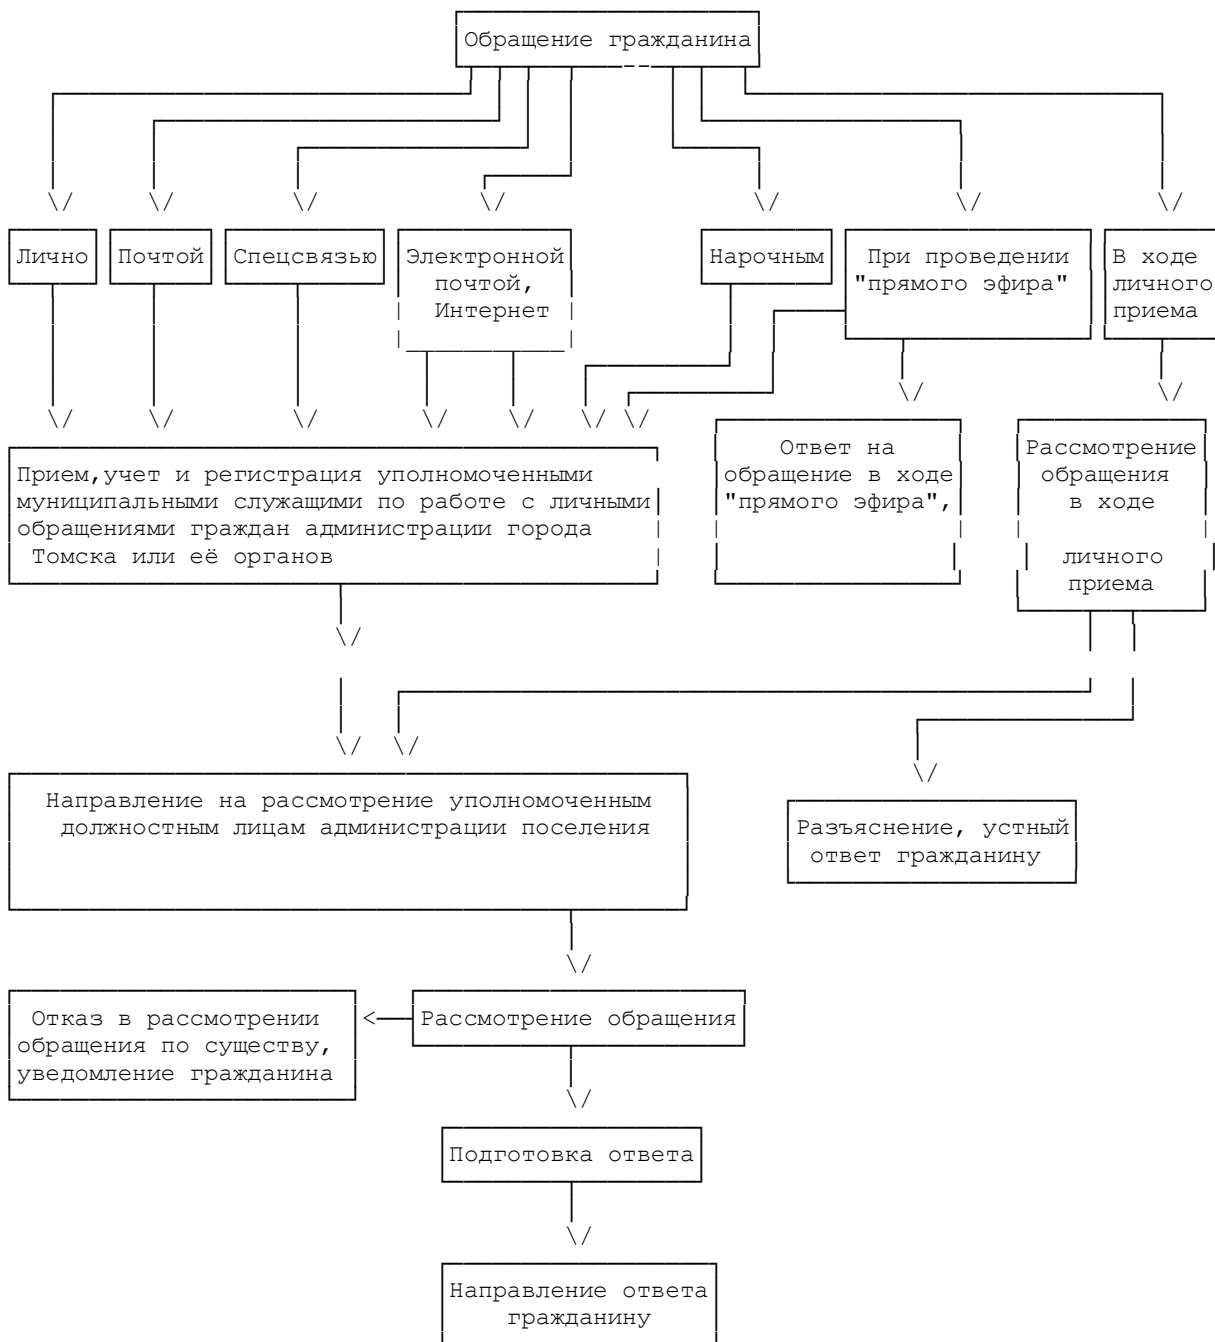 Обращение гражданина
Лично
Почтой
Спецсвязью
Электронной
почтой,
Интернет
Нарочным
При проведении
"прямого эфира"
В ходе
личного
приема
Прием,учет и регистрация уполномоченными
муниципальными служащими по работе с личными
обращениями граждан администрации города
Томска или её органов
Ответ на
обращение в ходе
"прямого эфира",
Рассмотрение
обращения
в ходе
личного
приема
Направление на рассмотрение уполномоченным
должностным лицам администрации поселения
Разъяснение, устный
ответ гражданину
Отказ в рассмотрении
обращения по существу,
уведомление гражданина
Рассмотрение обращения
Подготовка ответа
Направление ответа
гражданину